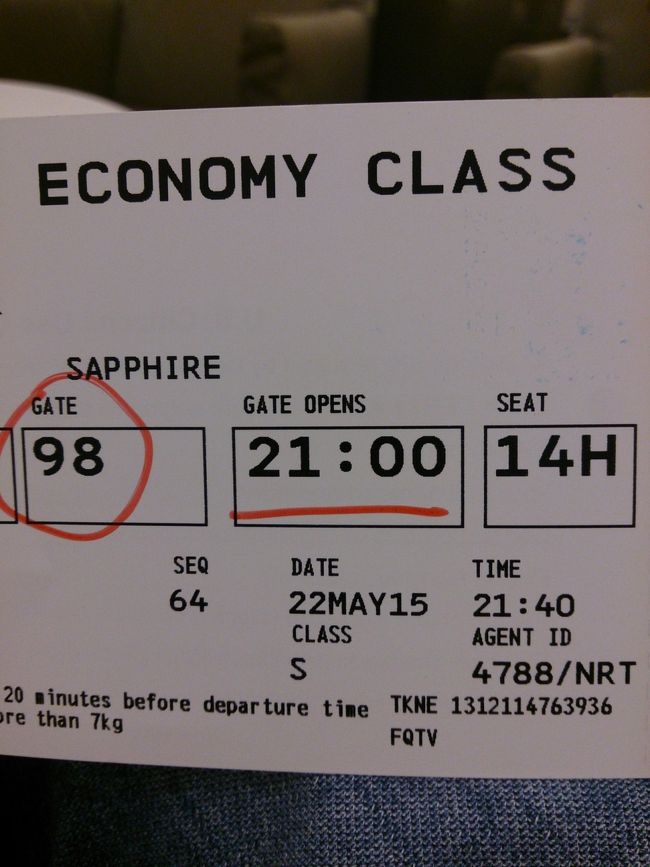 ECONOMY CLASS
SAPPHIRE
GATE GATE OPENS SEAT
98 21:00 14H
SEQ DATE TIME
64 22MAY15 21:40
CLASS AGENT ID
S 4788/NRT
20 minutes before departure time TKNE 1312114763936
ore than 7kg
FQTV